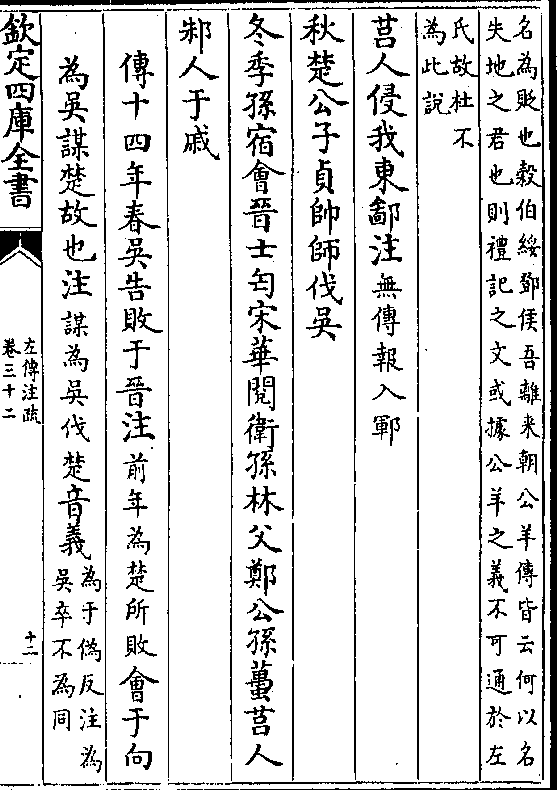 名為貶也榖伯綏鄧侯吾離来朝公羊傳皆云何以名
失地之君也則禮記之文或據公羊之義不可通於左
氏故杜不
為此說
莒人侵我東鄙注無傳報入鄆
秋楚公子貞帥師伐吳
冬季孫宿會晉士匄宋華閱衛孫林父鄭公孫蠆莒人
邾人于戚
傳十四年春吳告敗于晉注前年為楚所敗會于向
為吳謀楚故也注謀為吳伐楚音義為于偽反注為
吳卒不為同
欽定四庫全書
左傳注疏
卷三十二
十二